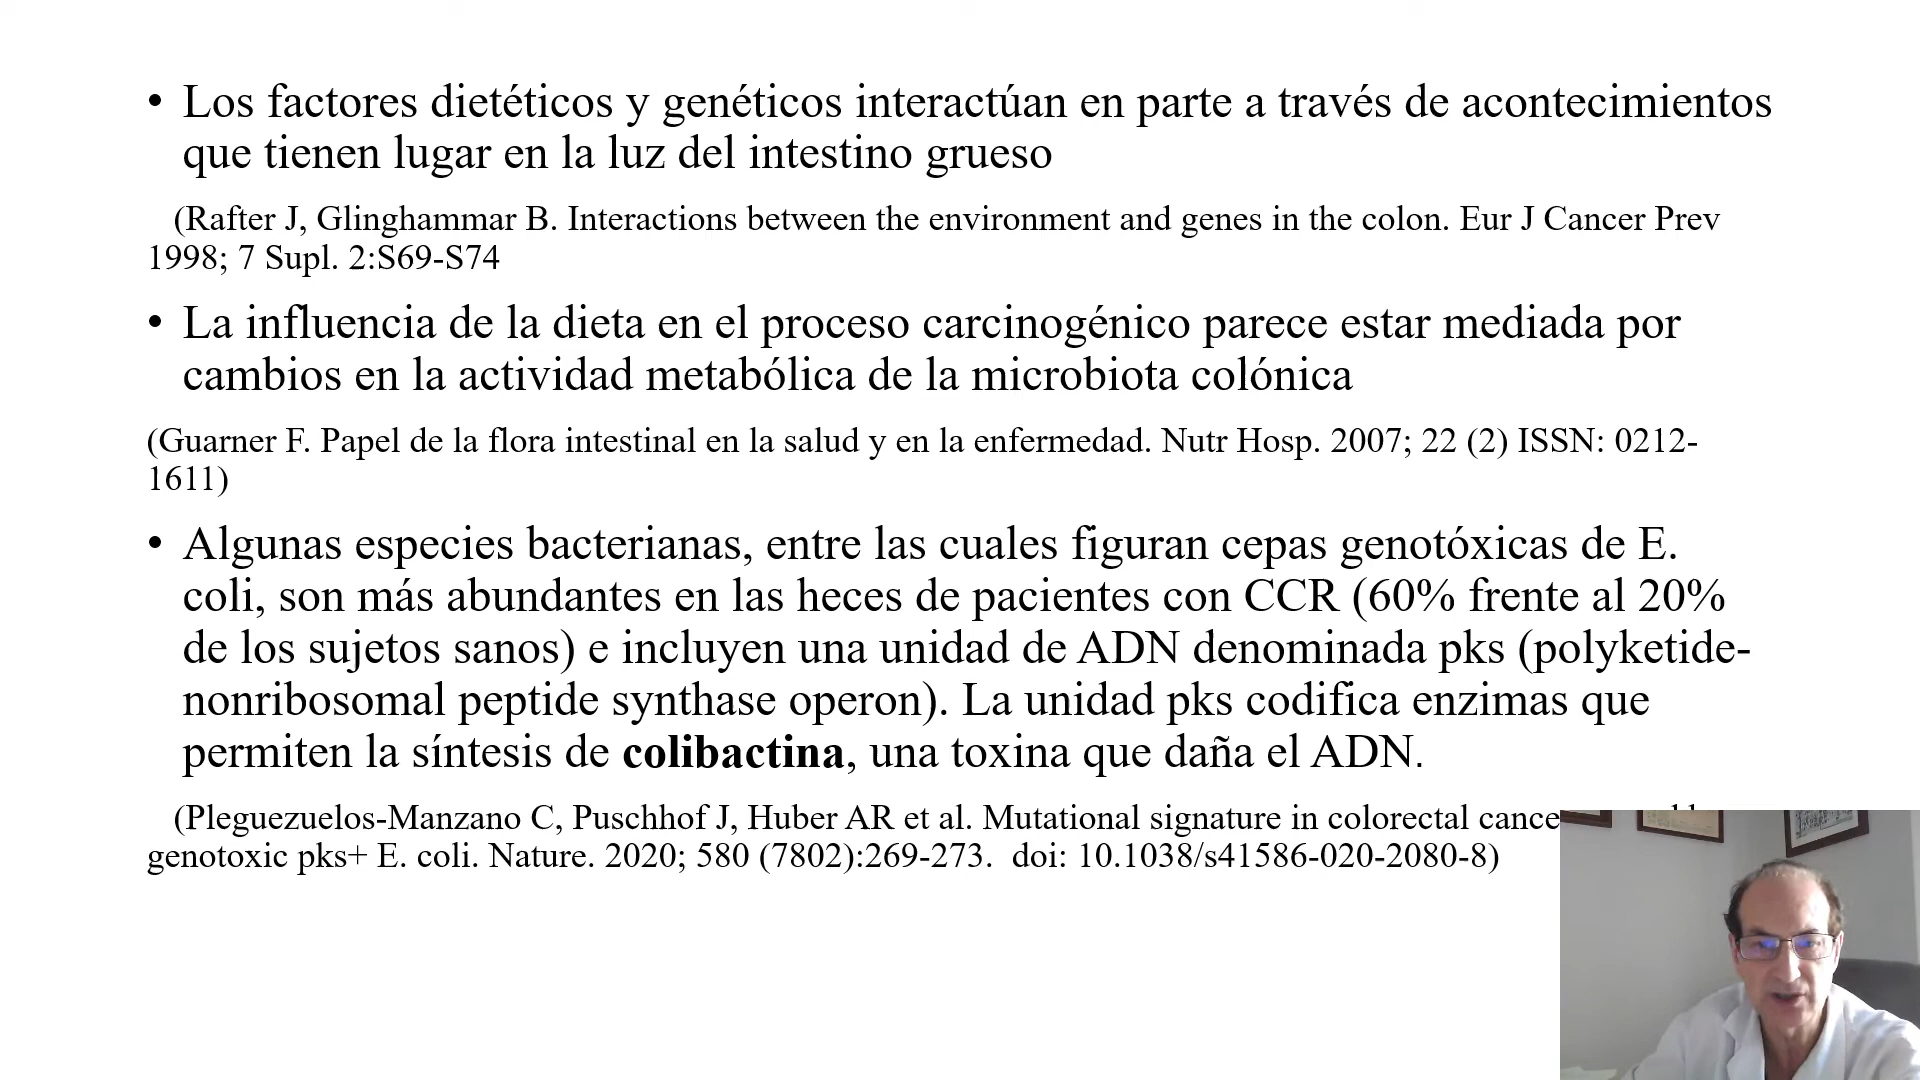 • Los factores dietéticos y genéticos interactúan en parte a través de acontecimientos
que tienen lugar en la luz del intestino grueso
(Rafter J, Glinghammar B. Interactions between the environment and genes in the colon. Eur J Cancer Prev
1998; 7 Supl. 2:S69-S74
• La influencia de la dieta en el proceso carcinogénico parece estar mediada por
cambios en la actividad metabólica de la microbiota colónica
(Guarner F. Papel de la flora intestinal en la salud y en la enfermedad. Nutr Hosp. 2007; 22 (2) ISSN: 0212-
1611)
• Algunas especies bacterianas, entre las cuales figuran cepas genotóxicas de E.
coli, son más abundantes en las heces de pacientes con CCR (60% frente al 20%
de los sujetos sanos) e incluyen una unidad de ADN denominada pks (polyketide-
nonribosomal peptide synthase operon). La unidad pks codifica enzimas que
permiten la síntesis de colibactina, una toxina que daña el ADN.
(Pleguezuelos-Manzano C, Puschhof J, Huber AR et al. Mutational signature in colorectal cance
genotoxic pks+ E. coli. Nature. 2020; 580 (7802):269-273. doi: 10.1038/s41586-020-2080-8)